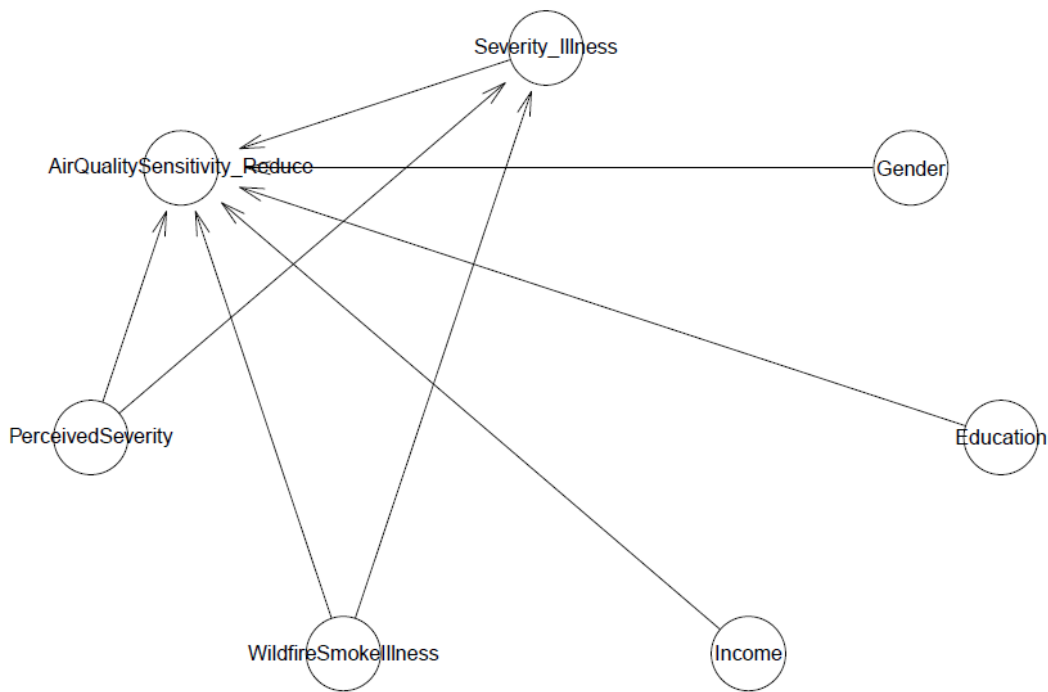 Severity_Illness
AirQualitySensitivity_Reduce
Gender
PerceivedSeverity
Education
WildfireSmokeIllness
Income